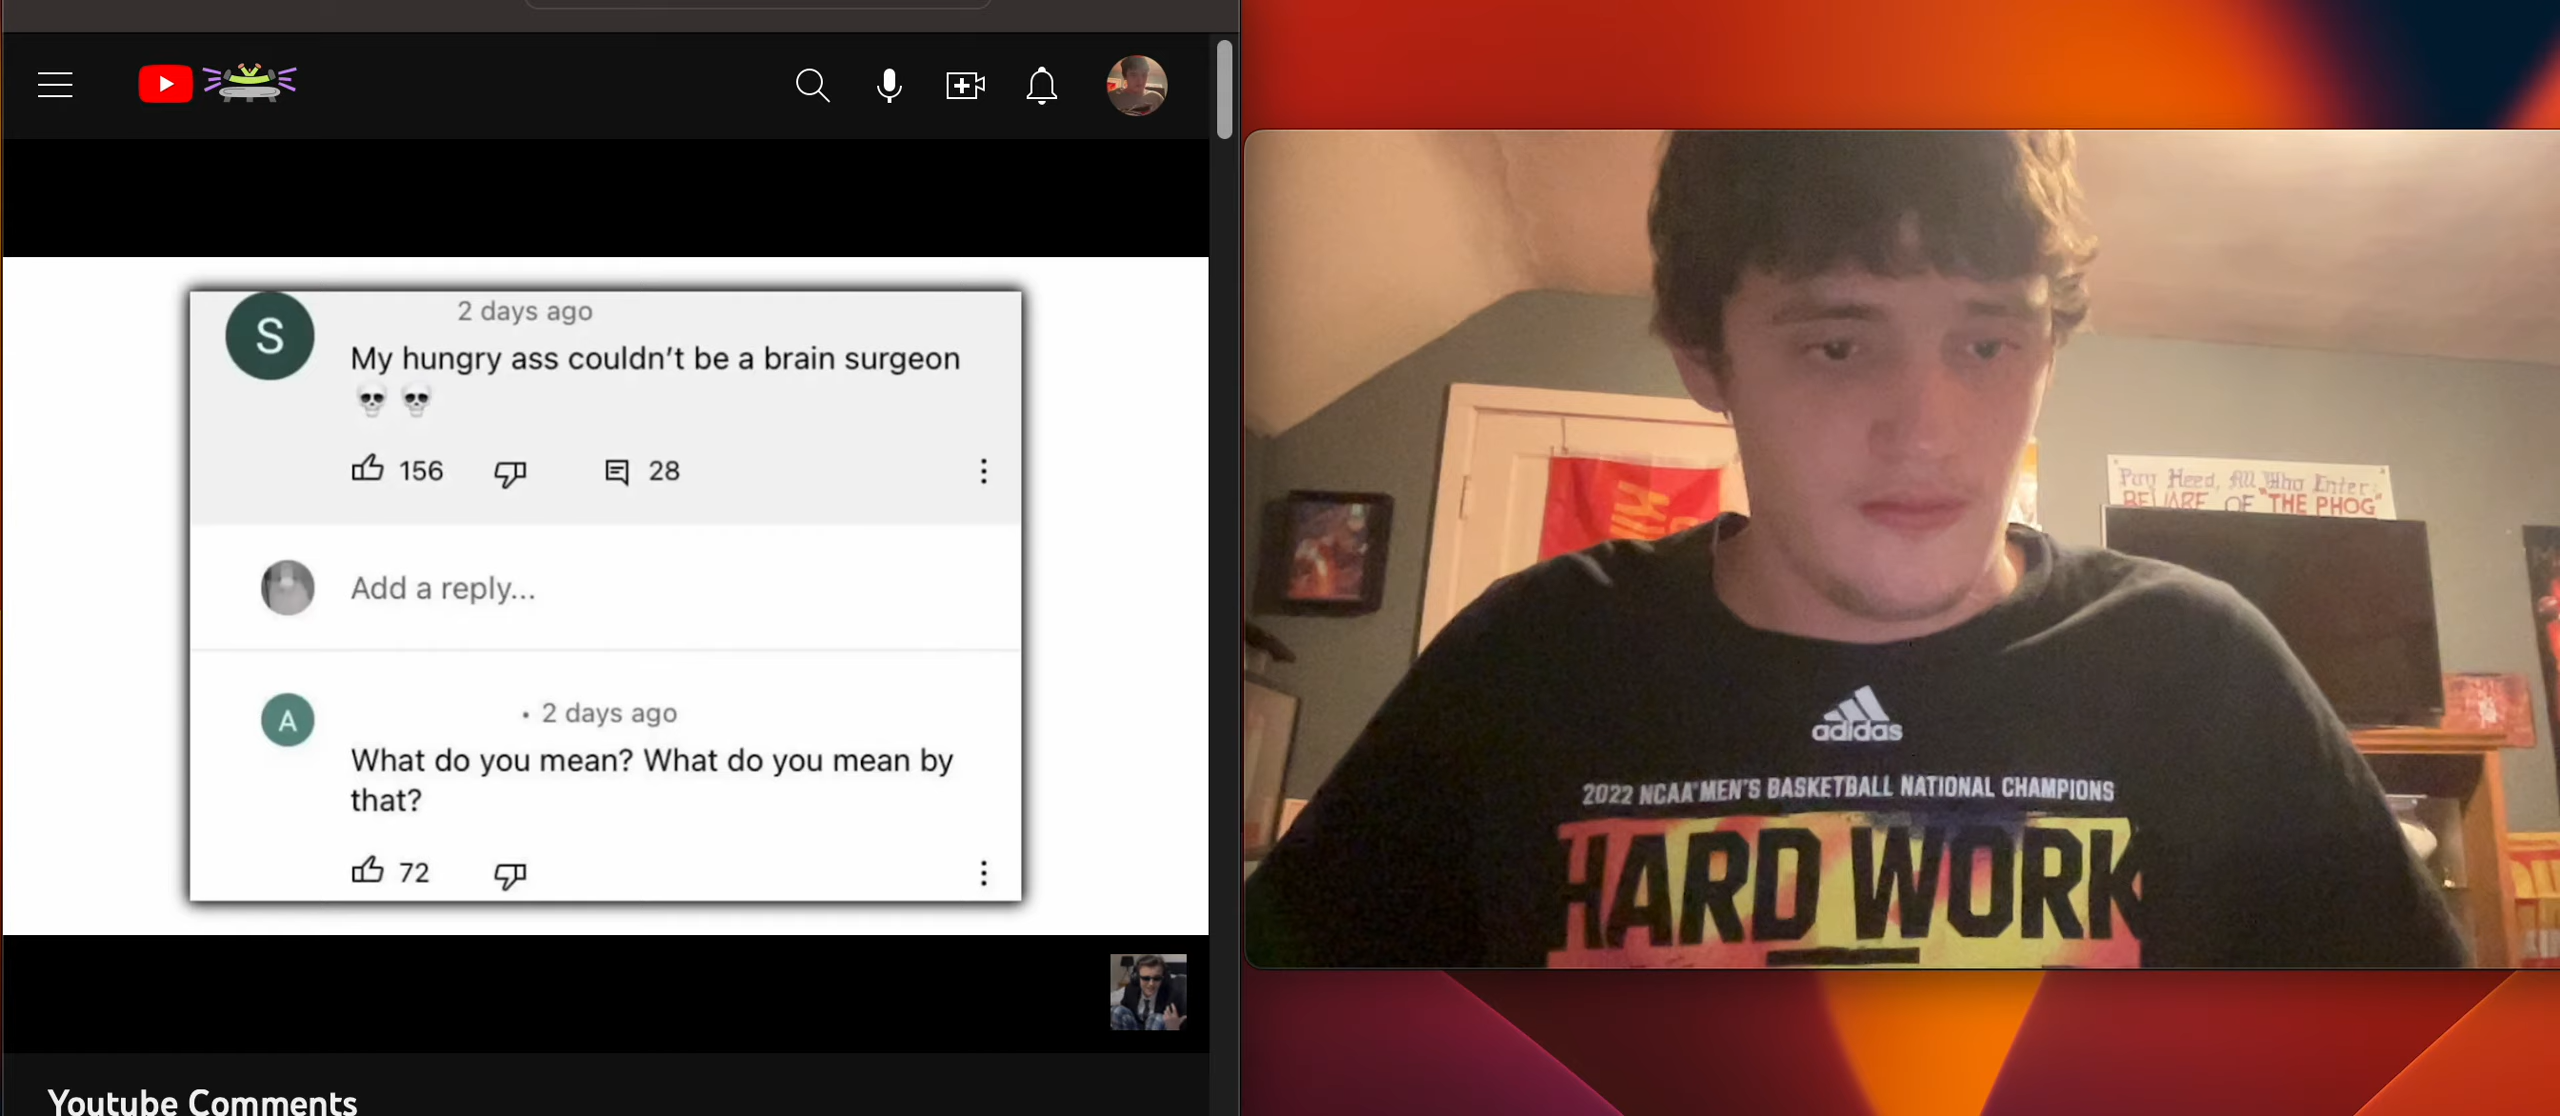 2 days ago
S
My hungry ass couldn't be a brain surgeon
💀💀
156
28
Add a reply...
A
• 2 days ago
What do you mean? What do you mean by
that?
72
Youtube Comments
Pay Heed, All Who Enter:
BEWARE OF "THE PHOG"
adidas
2022 NCAA MEN'S BASKETBALL NATIONAL CHAMPIONS
HARD WORK